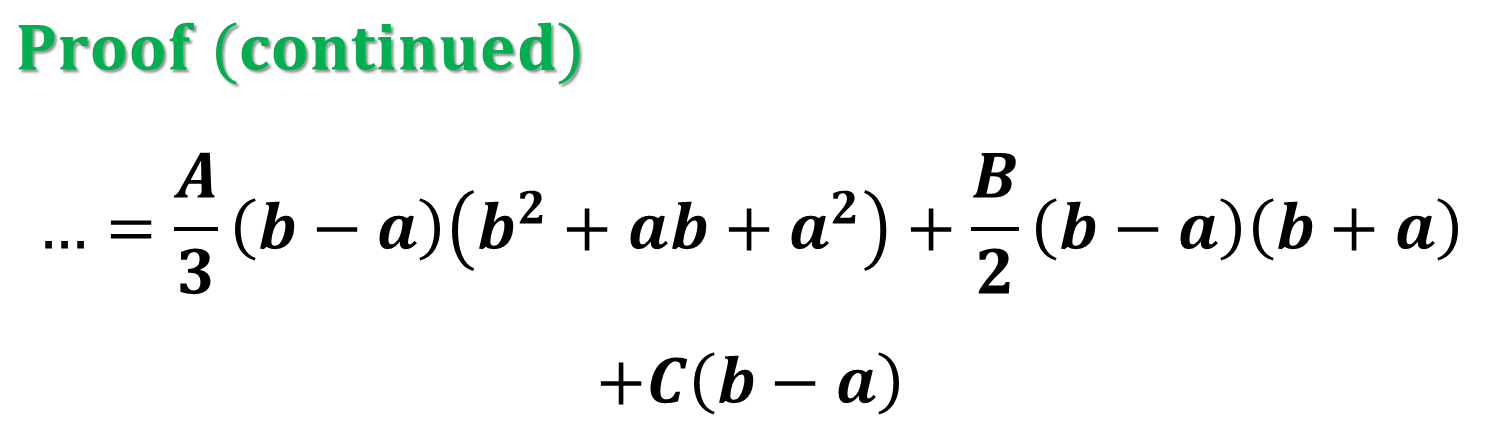 Proof (continued)
... = A/3 (b − a)(b² + ab + a²) + B/2 (b − a)(b + a)
+C(b − a)